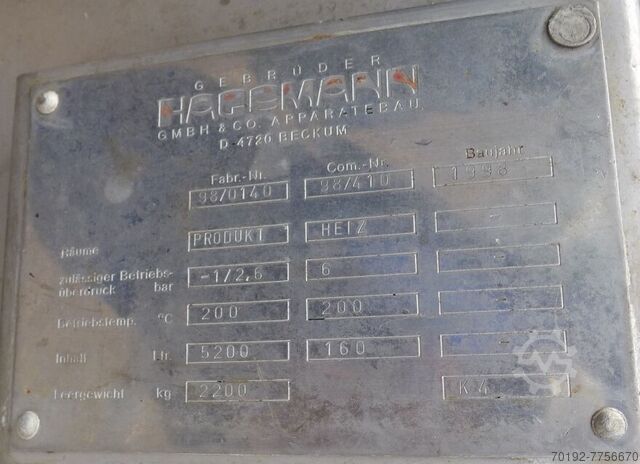 GEBRÜDER
HAGEMANN
GMBH & CO. APPARATEBAU
D-4720 BECKUM
Fabr.-Nr. Com.-Nr. Baujahr
98/0140 98/410 1998
Räume PRODUKT HEIZ -
zulässiger Betriebs-
überdruck bar -1/2,6 6 -
Betriebstemp. °C 200 200 -
Inhalt Ltr. 5200 160 -
Leergewicht kg 2200 K 4
70192-7756670